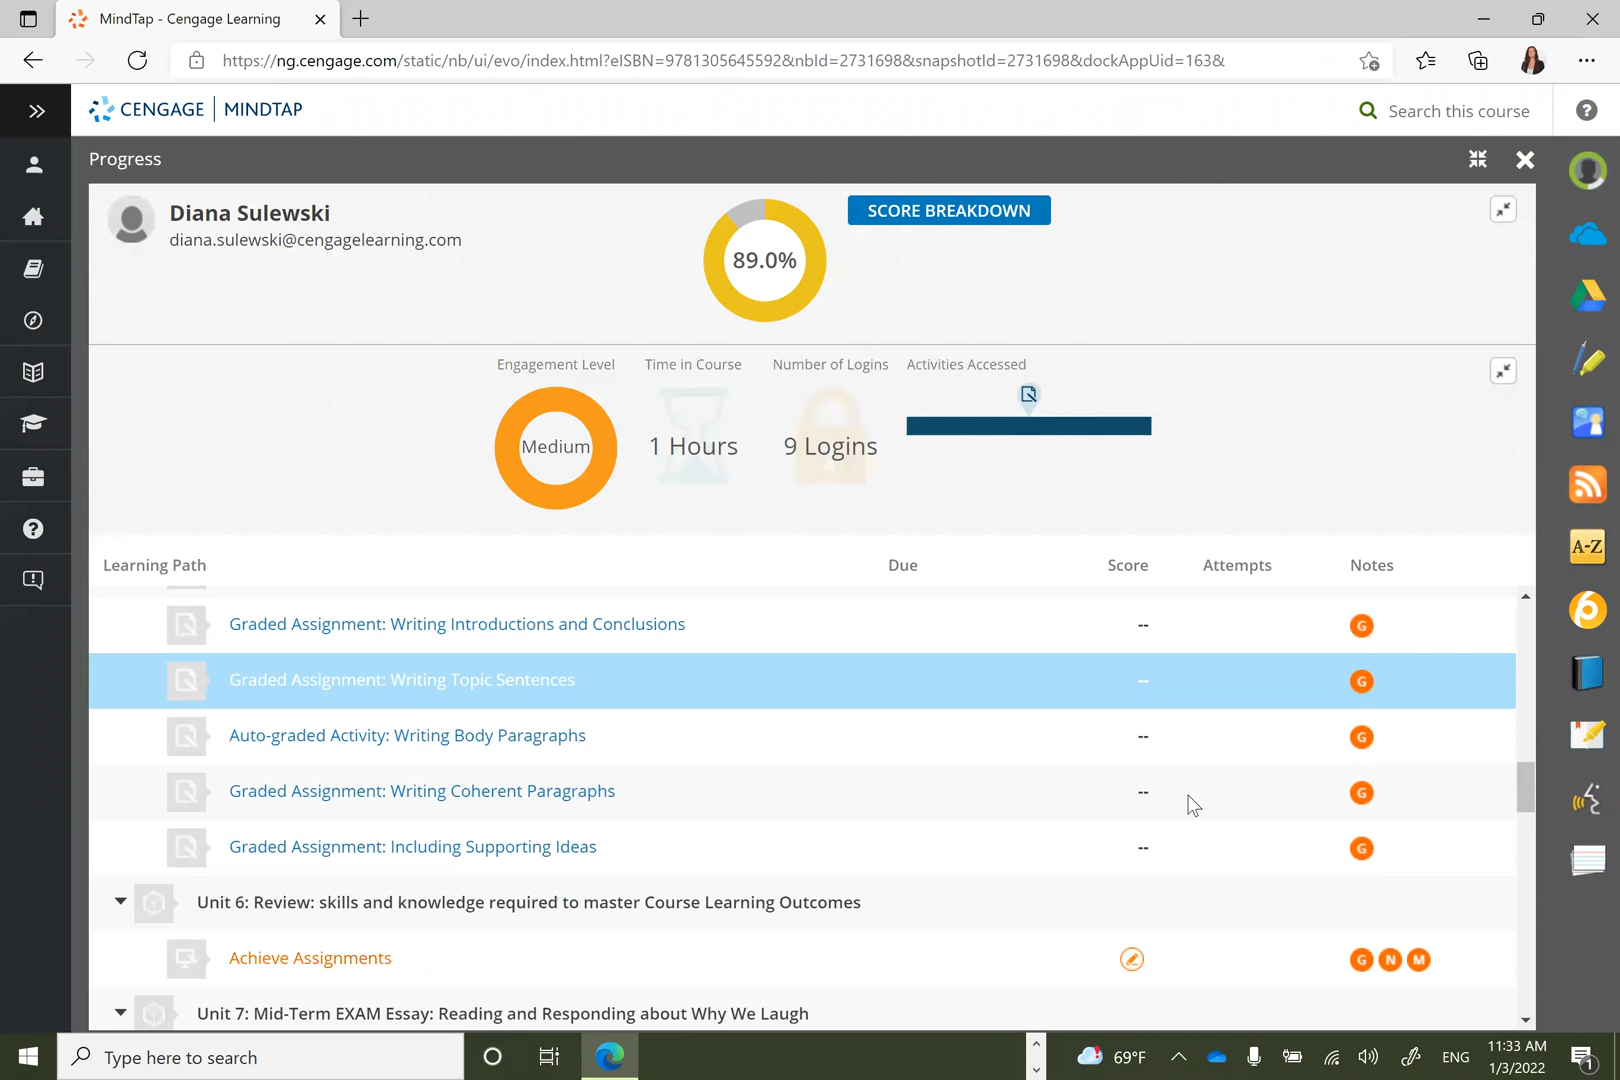 MindTap - Cengage Learning
https://ng.cengage.com/static/nb/ui/evo/index.html?eISBN=9781305645592&nbId=2731698&snapshotId=2731698&dockAppUid=163&
CENGAGE | MINDTAP
Search this course
Progress
Diana Sulewski
diana.sulewski@cengagelearning.com
89.0%
SCORE BREAKDOWN
Engagement Level Time in Course Number of Logins Activities Accessed
Medium 1 Hours 9 Logins
Learning Path Due Score Attempts Notes
Graded Assignment: Writing Introductions and Conclusions -- G
Graded Assignment: Writing Topic Sentences -- G
Auto-graded Activity: Writing Body Paragraphs -- G
Graded Assignment: Writing Coherent Paragraphs -- G
Graded Assignment: Including Supporting Ideas -- G
Unit 6: Review: skills and knowledge required to master Course Learning Outcomes
Achieve Assignments G N M
Unit 7: Mid-Term EXAM Essay: Reading and Responding about Why We Laugh
A-Z
Type here to search
69°F
ENG
11:33 AM
1/3/2022
1